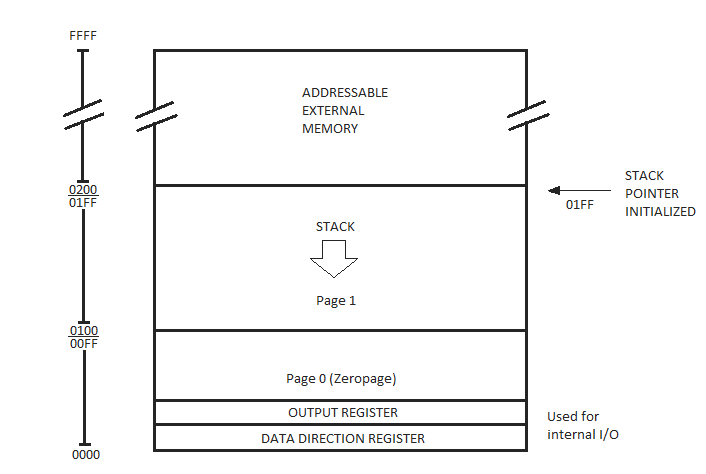 FFFF
ADDRESSABLE
EXTERNAL
MEMORY
0200
01FF
STACK
POINTER
INITIALIZED
01FF
STACK
Page 1
0100
00FF
Page 0 (Zeropage)
OUTPUT REGISTER
DATA DIRECTION REGISTER
Used for
internal I/O
0000